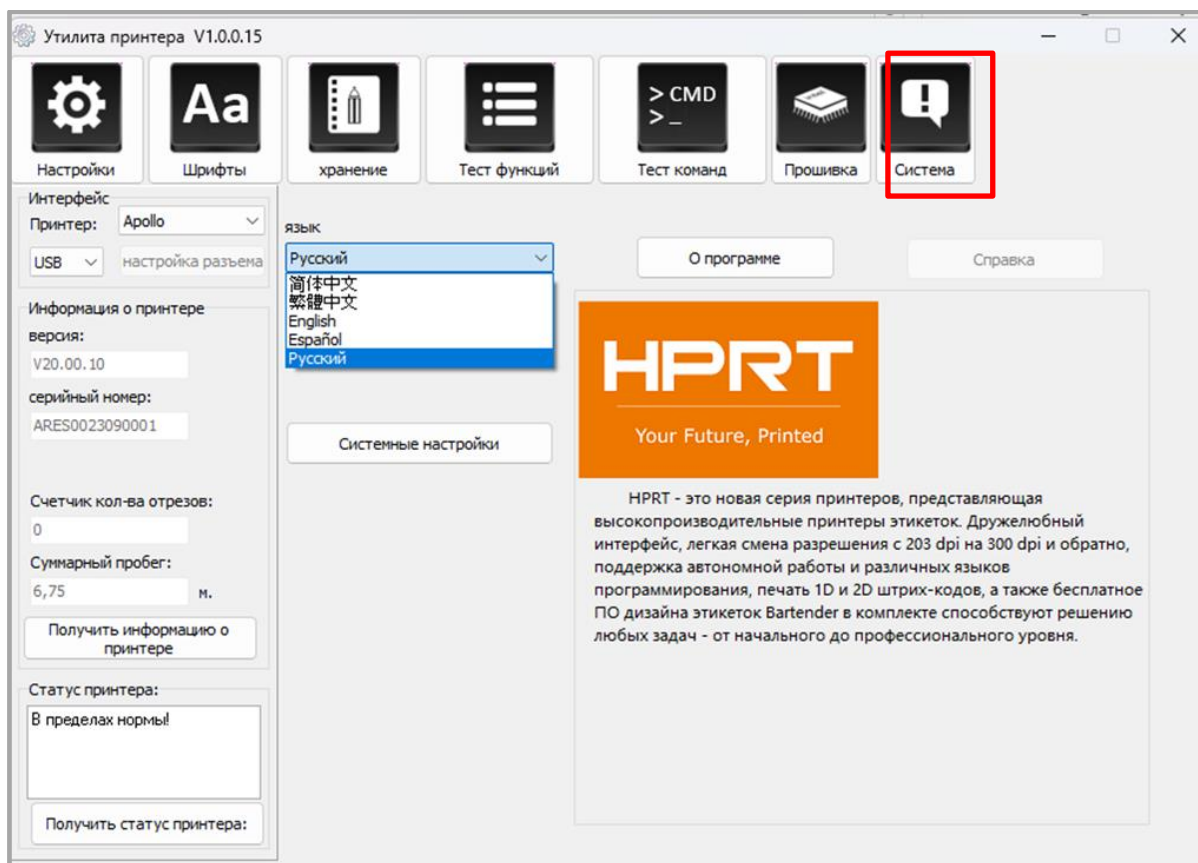 Утилита принтера V1.0.0.15
Aa
> CMD
> _
Настройки
Шрифты
хранение
Тест функций
Тест команд
Прошивка
Система
Интерфейс
Принтер:
Apollo
USB
настройка разъема
Информация о принтере
версия:
V20.00.10
серийный номер:
ARES0023090001
Счетчик кол-ва отрезов:
0
Суммарный пробег:
6,75
м.
Получить информацию о
принтере
Статус принтера:
В пределах нормы!
Получить статус принтера:
язык
Русский
简体中文
繁體中文
English
Español
Русский
Системные настройки
О программе
Справка
HPRT
Your Future, Printed
HPRT - это новая серия принтеров, представляющая
высокопроизводительные принтеры этикеток. Дружелюбный
интерфейс, легкая смена разрешения с 203 dpi на 300 dpi и обратно,
поддержка автономной работы и различных языков
программирования, печать 1D и 2D штрих-кодов, а также бесплатное
ПО дизайна этикеток Bartender в комплекте способствуют решению
любых задач - от начального до профессионального уровня.